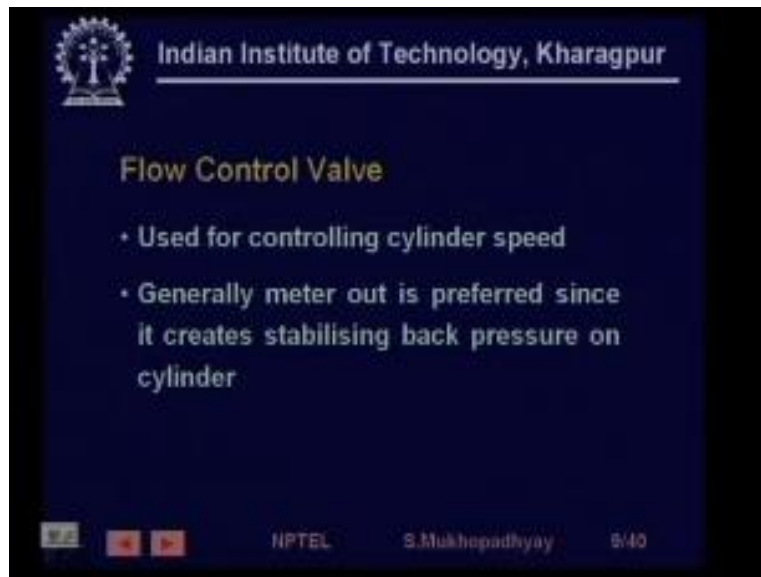 Indian Institute of Technology, Kharagpur
Flow Control Valve
• Used for controlling cylinder speed
• Generally meter out is preferred since
it creates stabilising back pressure on
cylinder
NPTEL S.Mukhopadhyay 9/40